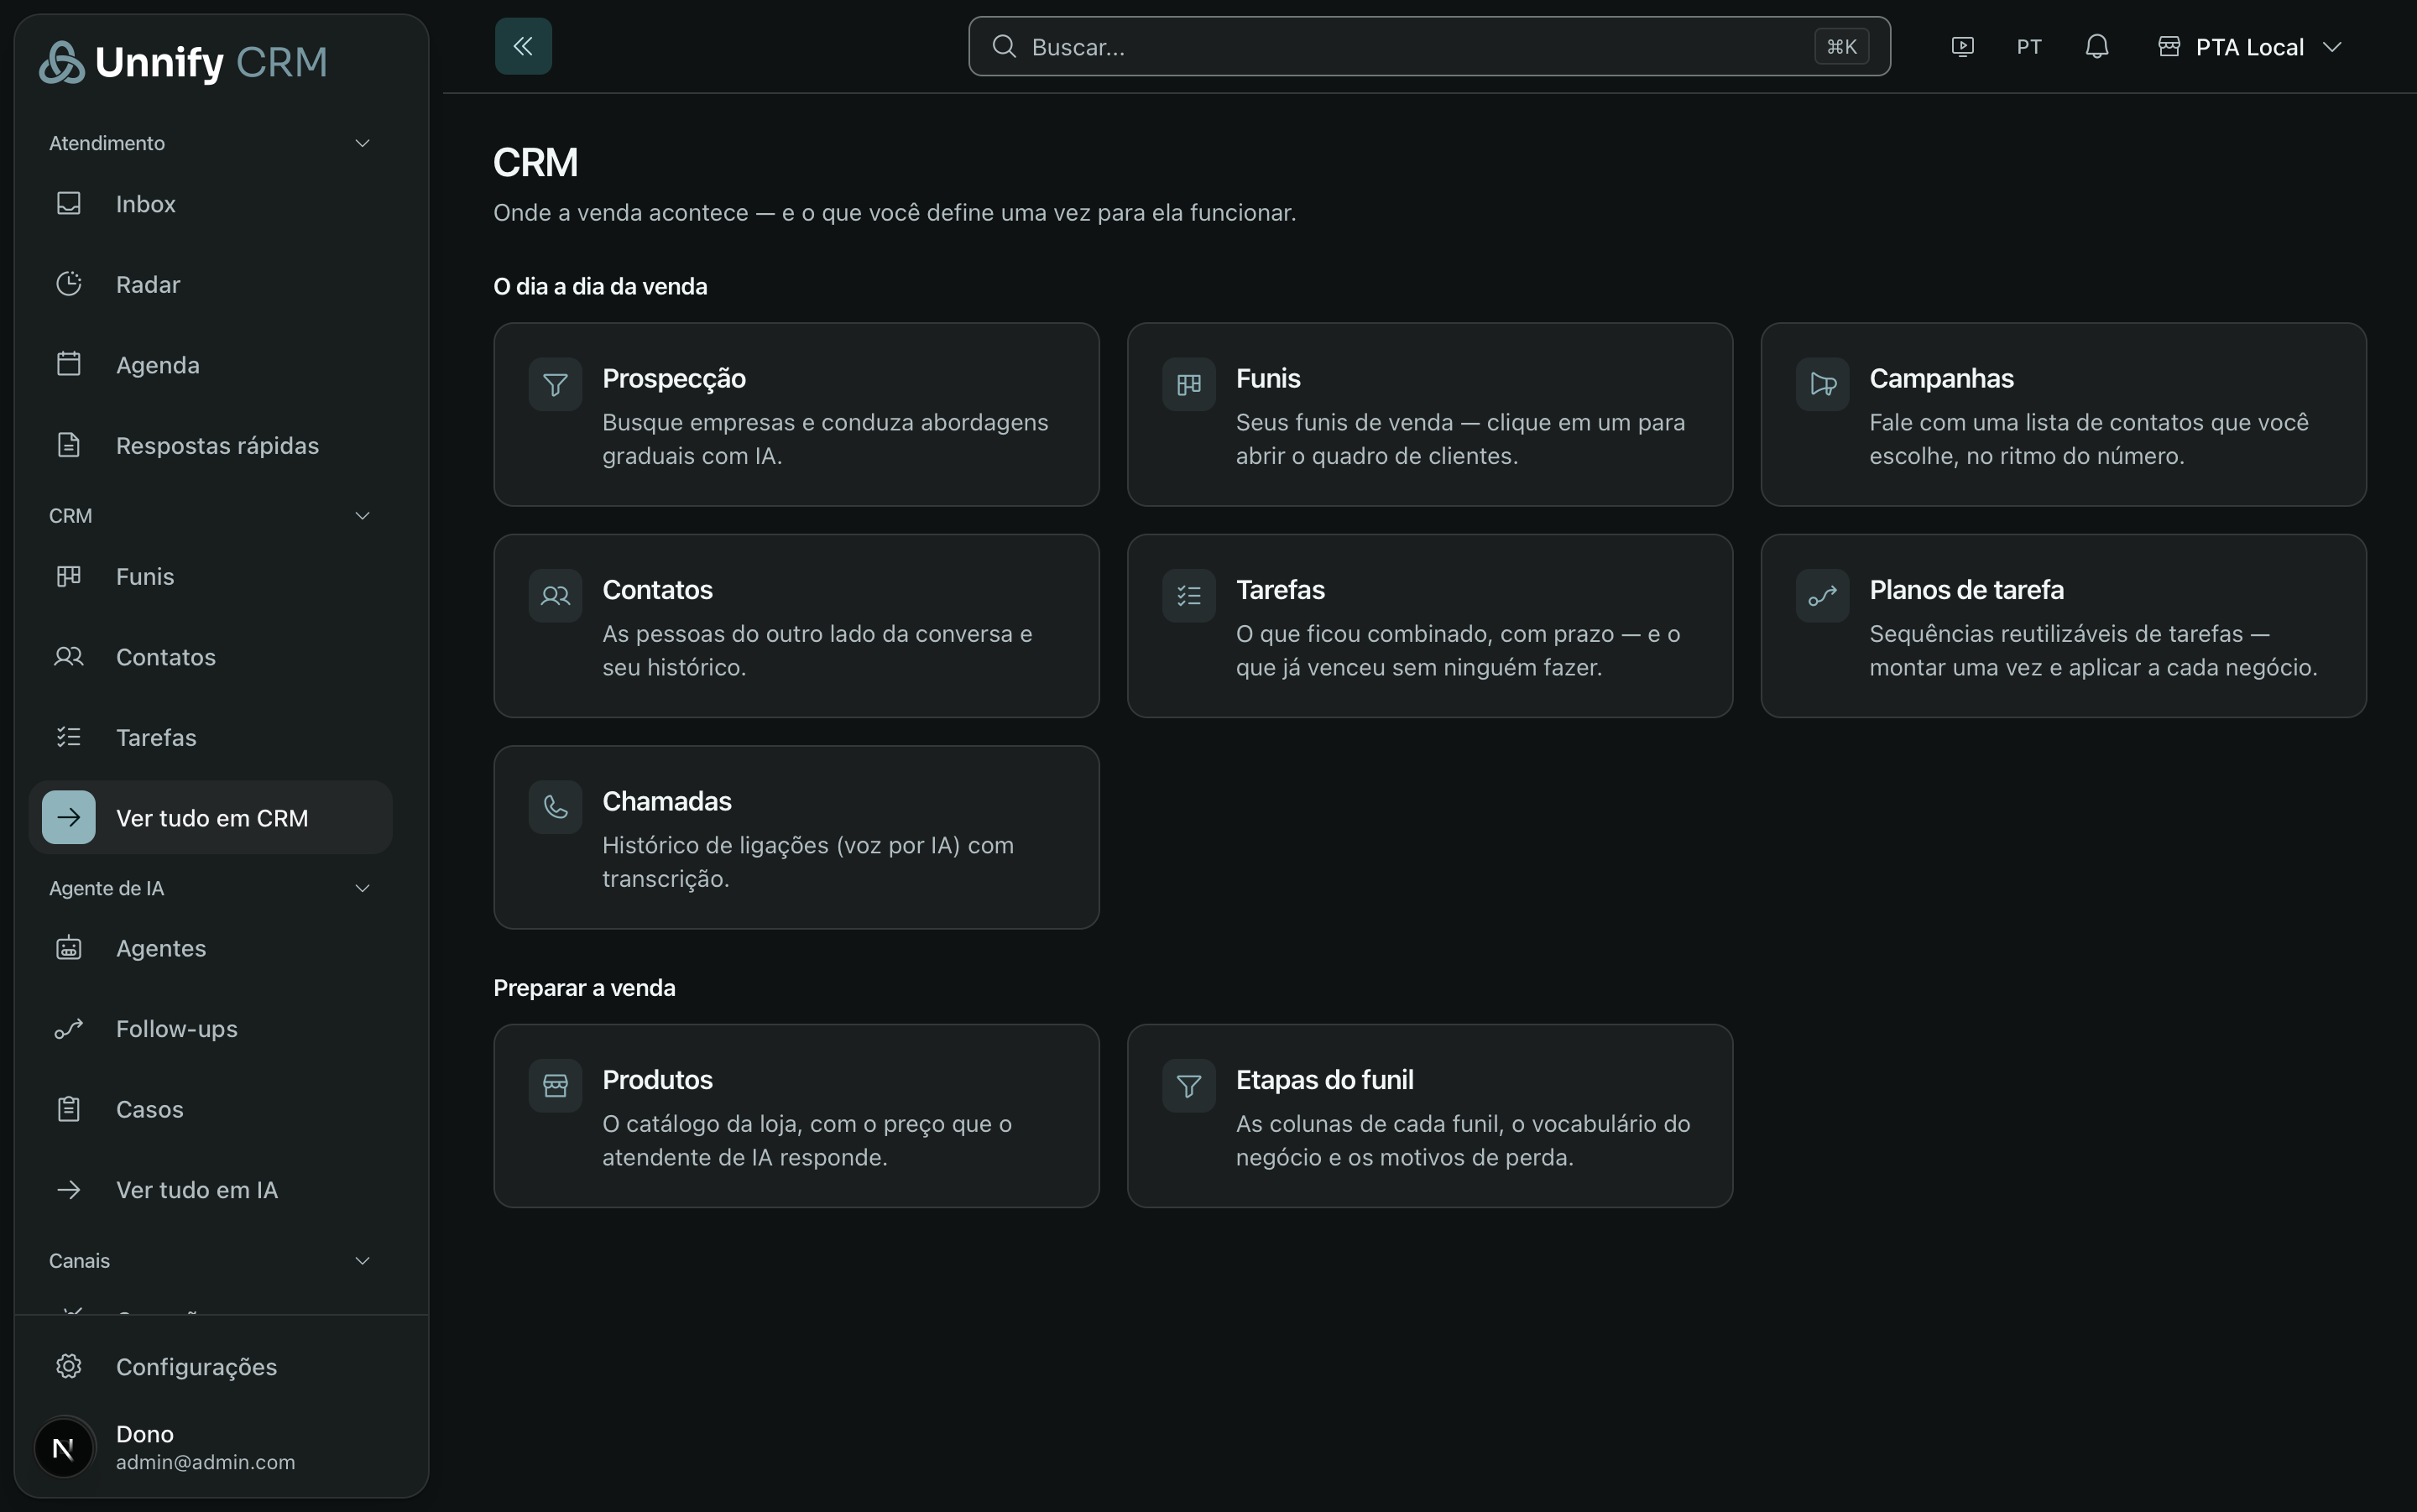 Unnify CRM
Atendimento
Inbox
Radar
Agenda
Respostas rápidas
CRM
Funis
Contatos
Tarefas
Ver tudo em CRM
Agente de IA
Agentes
Follow-ups
Casos
Ver tudo em IA
Canais
Configurações
N
Dono
admin@admin.com
Buscar...
⌘K
PT
PTA Local
CRM
Onde a venda acontece — e o que você define uma vez para ela funcionar.
O dia a dia da venda
Prospecção
Busque empresas e conduza abordagens
graduais com IA.
Funis
Seus funis de venda — clique em um para
abrir o quadro de clientes.
Campanhas
Fale com uma lista de contatos que você
escolhe, no ritmo do número.
Contatos
As pessoas do outro lado da conversa e
seu histórico.
Tarefas
O que ficou combinado, com prazo — e o
que já venceu sem ninguém fazer.
Planos de tarefa
Sequências reutilizáveis de tarefas —
montar uma vez e aplicar a cada negócio.
Chamadas
Histórico de ligações (voz por IA) com
transcrição.
Preparar a venda
Produtos
O catálogo da loja, com o preço que o
atendente de IA responde.
Etapas do funil
As colunas de cada funil, o vocabulário do
negócio e os motivos de perda.